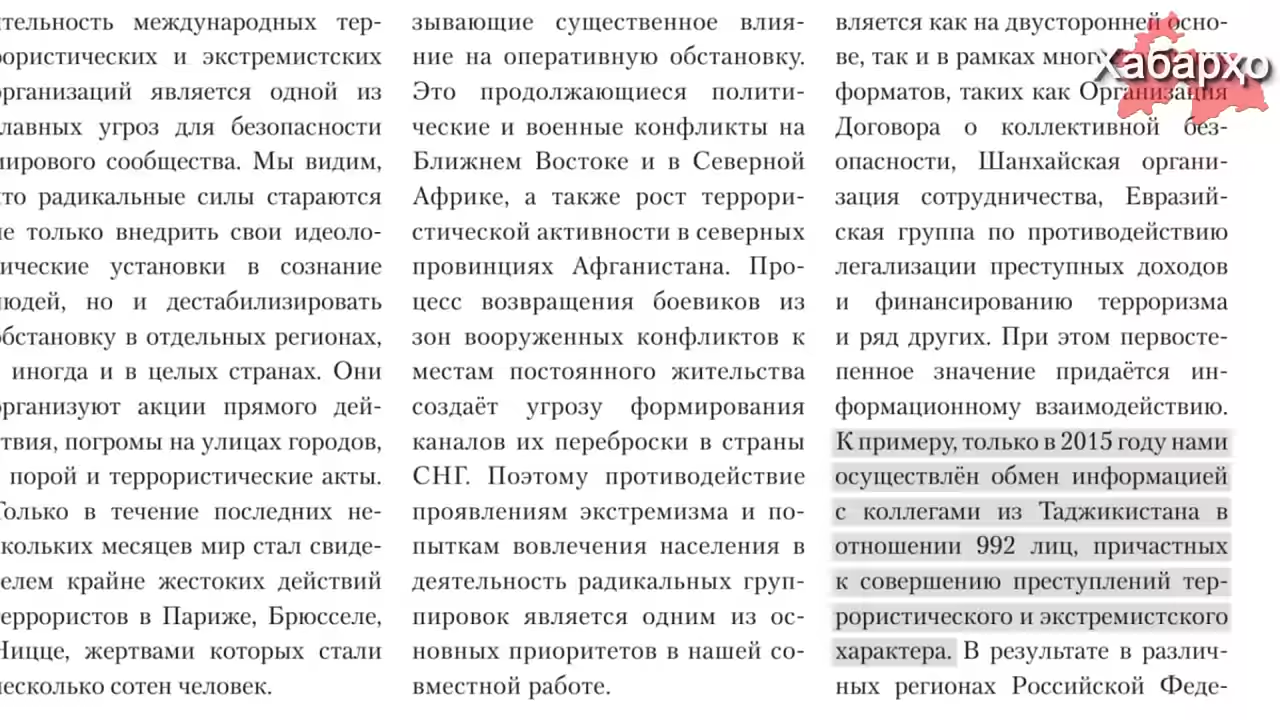 тельность международных тер-
ористических и экстремистских
организаций является одной из
лавных угроз для безопасности
мирового сообщества. Мы видим,
что радикальные силы стараются
не только внедрить свои идеоло-
гические установки в сознание
людей, но и дестабилизировать
обстановку в отдельных регионах,
иногда и в целых странах. Они
организуют акции прямого дей-
ствия, погромы на улицах городов,
порой и террористические акты.
Только в течение последних не-
скольких месяцев мир стал свиде-
телем крайне жестоких действий
террористов в Париже, Брюсселе,
Ницце, жертвами которых стали
несколько сотен человек.
зывающие существенное влия-
ние на оперативную обстановку.
Это продолжающиеся полити-
ческие и военные конфликты на
Ближнем Востоке и в Северной
Африке, а также рост террори-
стической активности в северных
провинциях Афганистана. Про-
цесс возвращения боевиков из
зон вооруженных конфликтов к
местам постоянного жительства
создаёт угрозу формирования
каналов их переброски в страны
СНГ. Поэтому противодействие
проявлениям экстремизма и по-
пыткам вовлечения населения в
деятельность радикальных груп-
пировок является одним из ос-
новных приоритетов в нашей со-
вместной работе.
вляется как на двусторонней осно-
ве, так и в рамках мног
форматов, таких как Организация
Договора о коллективной без-
опасности, Шанхайская органи-
зация сотрудничества, Евразий-
ская группа по противодействию
легализации преступных доходов
и финансированию терроризма
и ряд других. При этом первосте-
пенное значение придаётся ин-
формационному взаимодействию.
К примеру, только в 2015 году нами
осуществлён обмен информацией
с коллегами из Таджикистана в
отношении 992 лиц, причастных
к совершению преступлений тер-
рористического и экстремистского
характера. В результате в различ-
ных регионах Российской Феде-
Хабарҳо